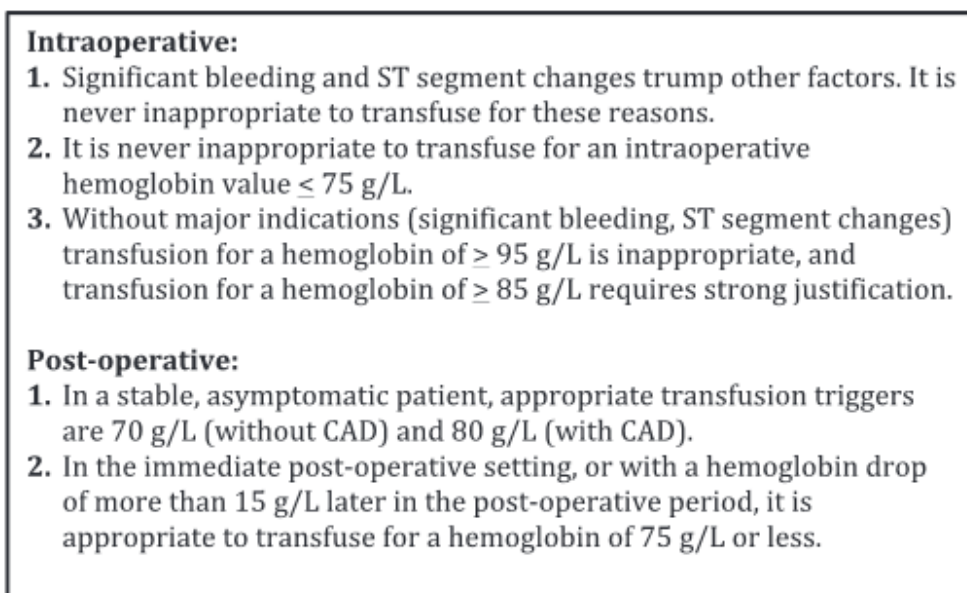 Intraoperative:
1. Significant bleeding and ST segment changes trump other factors. It is
never inappropriate to transfuse for these reasons.
2. It is never inappropriate to transfuse for an intraoperative
hemoglobin value ≤ 75 g/L.
3. Without major indications (significant bleeding, ST segment changes)
transfusion for a hemoglobin of ≥ 95 g/L is inappropriate, and
transfusion for a hemoglobin of ≥ 85 g/L requires strong justification.
Post-operative:
1. In a stable, asymptomatic patient, appropriate transfusion triggers
are 70 g/L (without CAD) and 80 g/L (with CAD).
2. In the immediate post-operative setting, or with a hemoglobin drop
of more than 15 g/L later in the post-operative period, it is
appropriate to transfuse for a hemoglobin of 75 g/L or less.